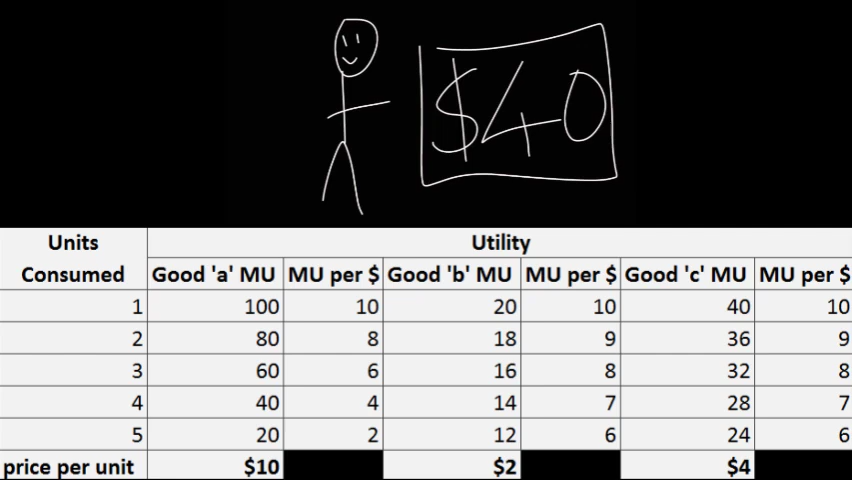 $40
Units Utility
Consumed Good 'a' MU MU per $ Good 'b' MU MU per $ Good 'c' MU MU per $
1 100 10 20 10 40 10
2 80 8 18 9 36 9
3 60 6 16 8 32 8
4 40 4 14 7 28 7
5 20 2 12 6 24 6
price per unit $10 $2 $4